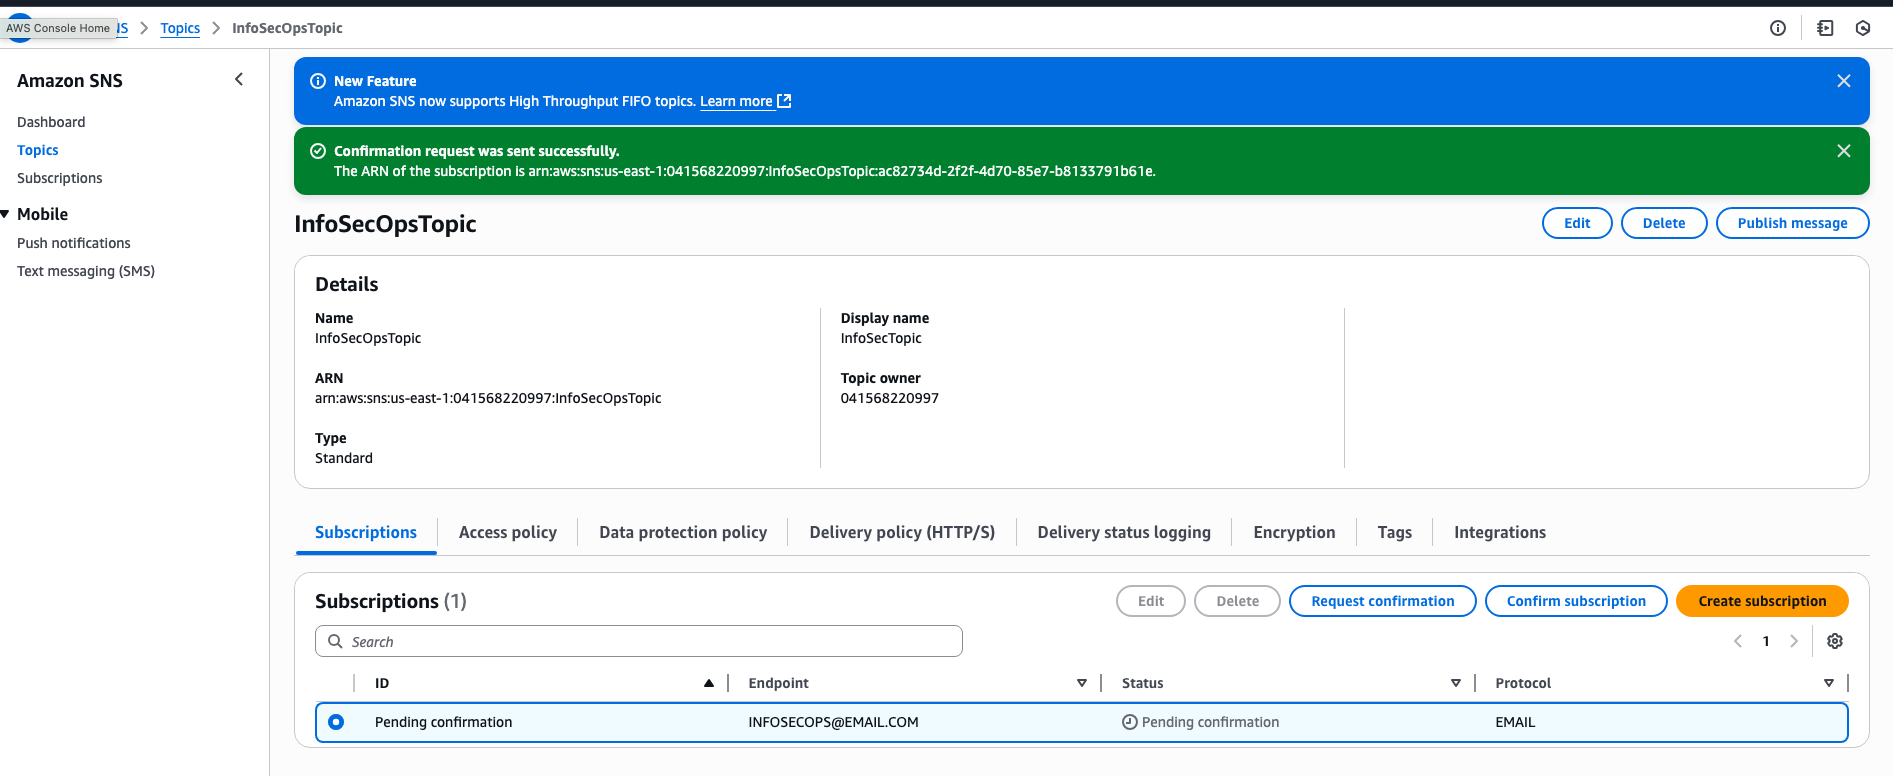 AWS Console Home
NS
Topics
InfoSecOpsTopic
Amazon SNS
Dashboard
Topics
Subscriptions
Mobile
Push notifications
Text messaging (SMS)
New Feature
Amazon SNS now supports High Throughput FIFO topics. Learn more
Confirmation request was sent successfully.
The ARN of the subscription is arn:aws:sns:us-east-1:041568220997:InfoSecOpsTopic:ac82734d-2f2f-4d70-85e7-b8133791b61e.
InfoSecOpsTopic
Edit
Delete
Publish message
Details
Name
InfoSecOpsTopic
ARN
arn:aws:sns:us-east-1:041568220997:InfoSecOpsTopic
Type
Standard
Display name
InfoSecTopic
Topic owner
041568220997
Subscriptions
Access policy
Data protection policy
Delivery policy (HTTP/S)
Delivery status logging
Encryption
Tags
Integrations
Subscriptions (1)
Edit
Delete
Request confirmation
Confirm subscription
Create subscription
Search
1
ID
Endpoint
Status
Protocol
Pending confirmation
INFOSECOPS@EMAIL.COM
Pending confirmation
EMAIL